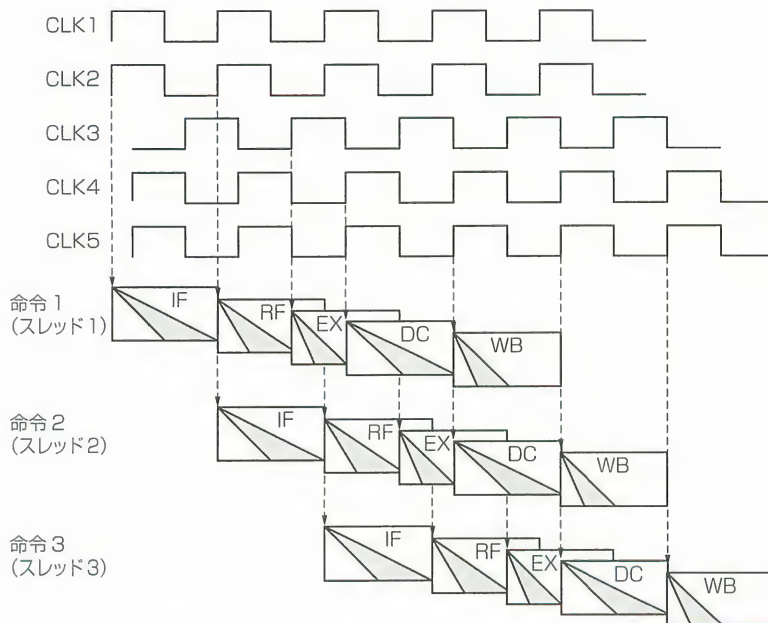 CLK1
CLK2
CLK3
CLK4
CLK5
命令1
(スレッド1)
IF
RF
EX
DC
WB
命令2
(スレッド2)
IF
RF
EX
DC
WB
命令3
(スレッド3)
IF
RF
EX
DC
WB